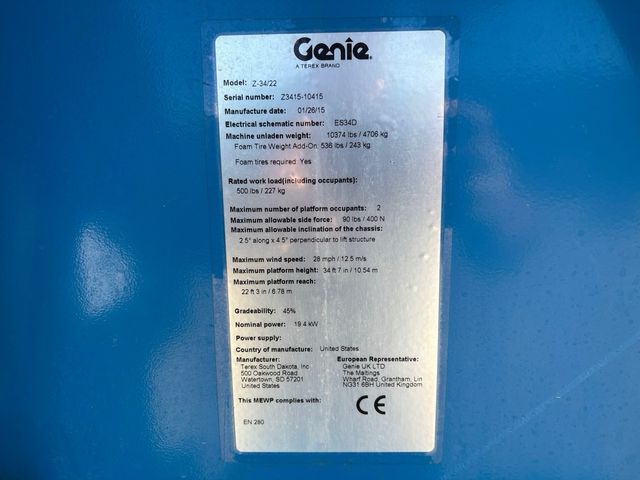 Genie
A TEREX BRAND
Model: Z-34/22
Serial number: Z3415-10415
Manufacture date: 01/26/15
Electrical schematic number: ES34D
Machine unladen weight: 10374 lbs / 4706 kg
Foam Tire Weight Add-On: 536 lbs / 243 kg
Foam tires required Yes
Rated work load(including occupants):
500 lbs / 227 kg
Maximum number of platform occupants: 2
Maximum allowable side force: 90 lbs / 400 N
Maximum allowable inclination of the chassis:
2.5° along x 4.5° perpendicular to lift structure
Maximum wind speed: 28 mph / 12.5 m/s
Maximum platform height: 34 ft 7 in / 10.54 m
Maximum platform reach:
22 ft 3 in / 6.78 m
Gradeability: 45%
Nominal power: 19.4 kW
Power supply:
Country of manufacture: United States
Manufacturer: European Representative:
Terex South Dakota, Inc Genie UK LTD
500 Oakwood Road The Maltings
Watertown, SD 57201 Wharf Road, Grantham, Lin
United States NG31 6BH United Kingdom
This MEWP complies with: CE
EN 280